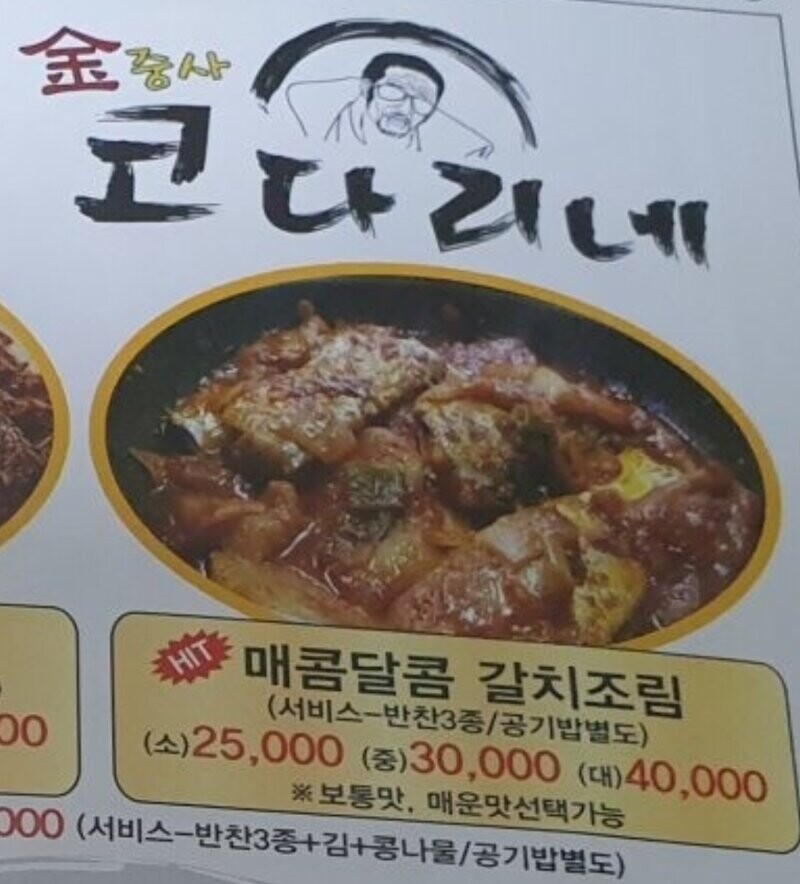 金중사
코다리네
HIT 매콤달콤 갈치조림
(서비스-반찬3종/공기밥별도)
00
(소)25,000 (중)30,000 (대)40,000
※보통맛, 매운맛선택가능
000 (서비스-반찬3종+김+콩나물/공기밥별도)